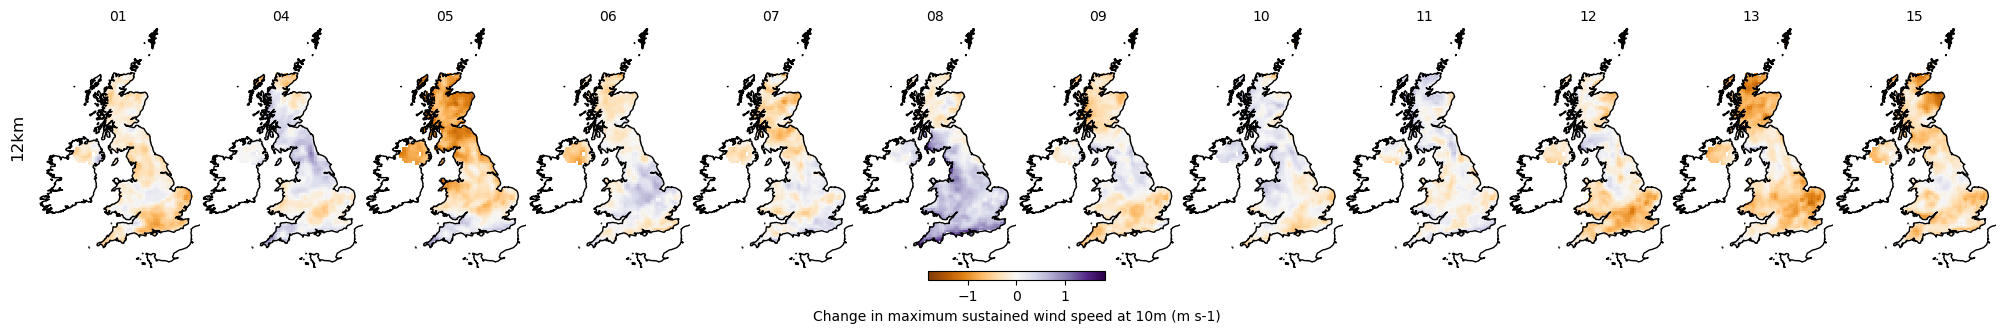 01 04 05 06 07 08 09 10 11 12 13 15
12km
−1 0 1
Change in maximum sustained wind speed at 10m (m s-1)